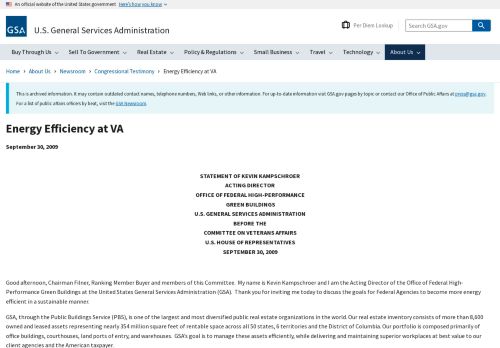 An official website of the United States government Here's how you know
GSA U.S. General Services Administration
Per Diem Lookup
Search GSA.gov
Buy Through Us Sell To Government Real Estate Policy & Regulations Small Business Travel Technology About Us
Home › About Us › Newsroom › Congressional Testimony › Energy Efficiency at VA
This is archived information. It may contain outdated contact names, telephone numbers, Web links, or other information. For up-to-date information visit GSA.gov pages by topic or contact our Office of Public Affairs at press@gsa.gov.
For a list of public affairs officers by beat, visit the GSA Newsroom.
Energy Efficiency at VA
September 30, 2009
STATEMENT OF KEVIN KAMPSCHROER
ACTING DIRECTOR
OFFICE OF FEDERAL HIGH-PERFORMANCE
GREEN BUILDINGS
U.S. GENERAL SERVICES ADMINISTRATION
BEFORE THE
COMMITTEE ON VETERANS AFFAIRS
U.S. HOUSE OF REPRESENTATIVES
SEPTEMBER 30, 2009
Good afternoon, Chairman Filner, Ranking Member Buyer and members of this Committee. My name is Kevin Kampschroer and I am the Acting Director of the Office of Federal High-
Performance Green Buildings at the United States General Services Administration (GSA). Thank you for inviting me today to discuss the goals for Federal Agencies to become more energy
efficient in a sustainable manner.
GSA, through the Public Buildings Service (PBS), is one of the largest and most diversified public real estate organizations in the world. Our real estate inventory consists of more than 8,600
owned and leased assets representing nearly 354 million square feet of rentable space across all 50 states, 6 territories and the District of Columbia. Our portfolio is composed primarily of
office buildings, courthouses, land ports of entry, and warehouses. GSA's goal is to manage these assets efficiently, while delivering and maintaining superior workplaces at best value to our
client agencies and the American taxpayer.